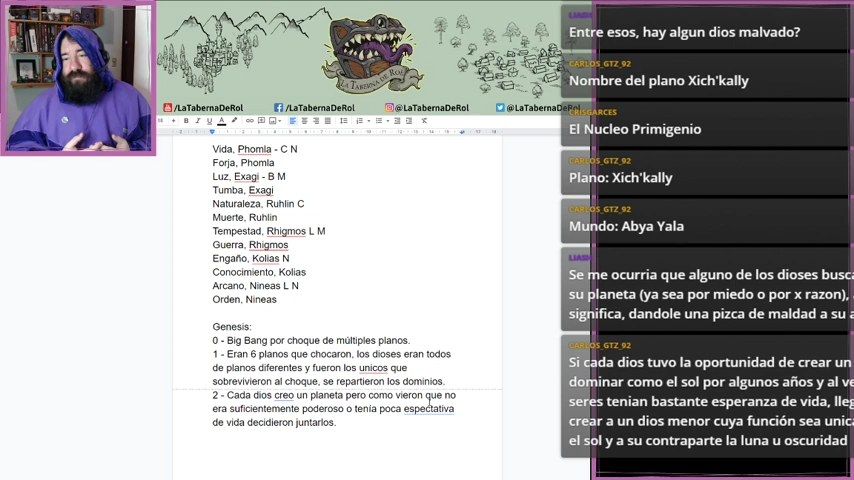 LA TABERNA DE ROL
/LaTabernaDeRol
/LaTabernaDeRol
@LaTabernaDeRol
@LaTabernaDeRol
Vida, Phomla - C N
Forja, Phomla
Luz, Exagi - B M
Tumba, Exagi
Naturaleza, Ruhlin C
Muerte, Ruhlin
Tempestad, Rhigmos L M
Guerra, Rhigmos
Engaño, Kolias N
Conocimiento, Kolias
Arcano, Nineas L N
Orden, Nineas
Genesis:
0 - Big Bang por choque de múltiples planos.
1 - Eran 6 planos que chocaron, los dioses eran todos
de planos diferentes y fueron los unicos que
sobrevivieron al choque, se repartieron los dominios.
2 - Cada dios creo un planeta pero como vieron que no
era suficientemente poderoso o tenía poca espectativa
de vida decidieron juntarlos.
Entre esos, hay algun dios malvado?
CARLOS_GTZ_92
Nombre del plano Xich'kally
CRISGARCES
El Nucleo Primigenio
CARLOS_GTZ_92
Plano: Xich'kally
CARLOS_GTZ_92
Mundo: Abya Yala
Se me ocurria que alguno de los dioses busca
su planeta (ya sea por miedo o por x razon),
significa, dandole una pizca de maldad a su
CARLOS_GTZ_92
Si cada dios tuvo la oportunidad de crear un
dominar como el sol por algunos años y al
seres tenian bastante esperanza de vida,
crear a un dios menor cuya función sea
el sol y a su contraparte la luna u oscuridad